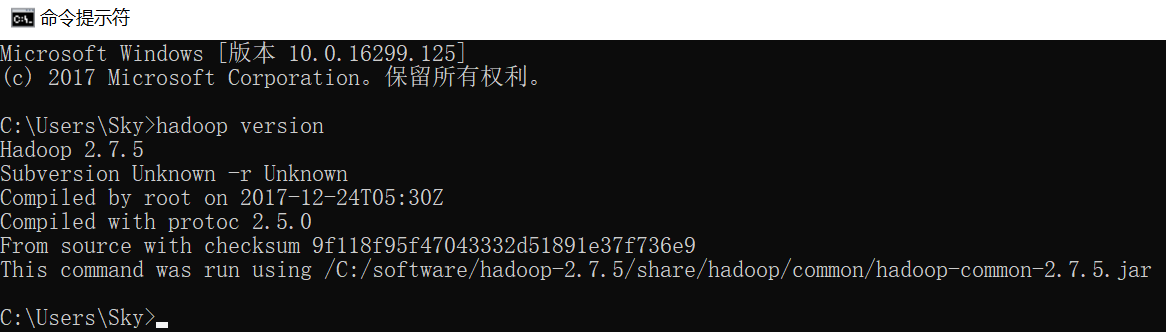 命令提示符
Microsoft Windows [版本 10.0.16299.125]
(c) 2017 Microsoft Corporation。保留所有权利。
C:\Users\Sky>hadoop version
Hadoop 2.7.5
Subversion Unknown -r Unknown
Compiled by root on 2017-12-24T05:30Z
Compiled with protoc 2.5.0
From source with checksum 9f118f95f47043332d51891e37f736e9
This command was run using /C:/software/hadoop-2.7.5/share/hadoop/common/hadoop-common-2.7.5.jar
C:\Users\Sky>